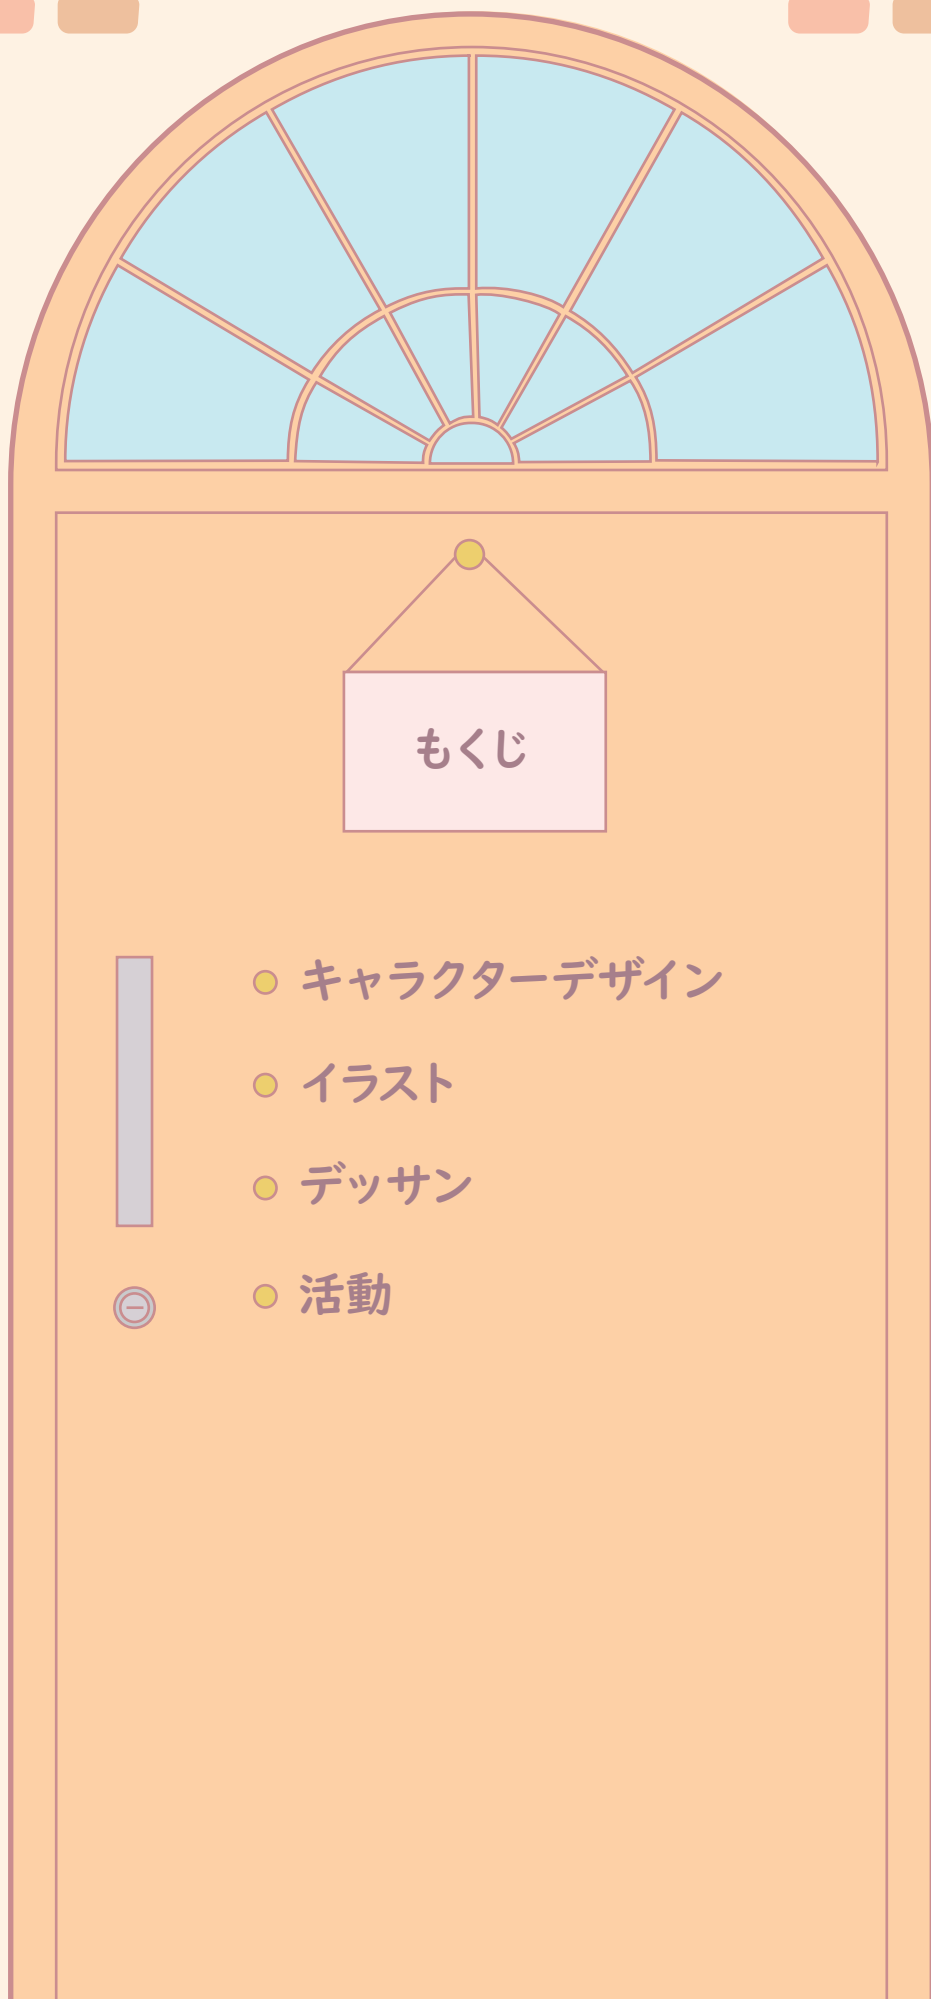 もくじ
キャラクターデザイン
イラスト
デッサン
活動